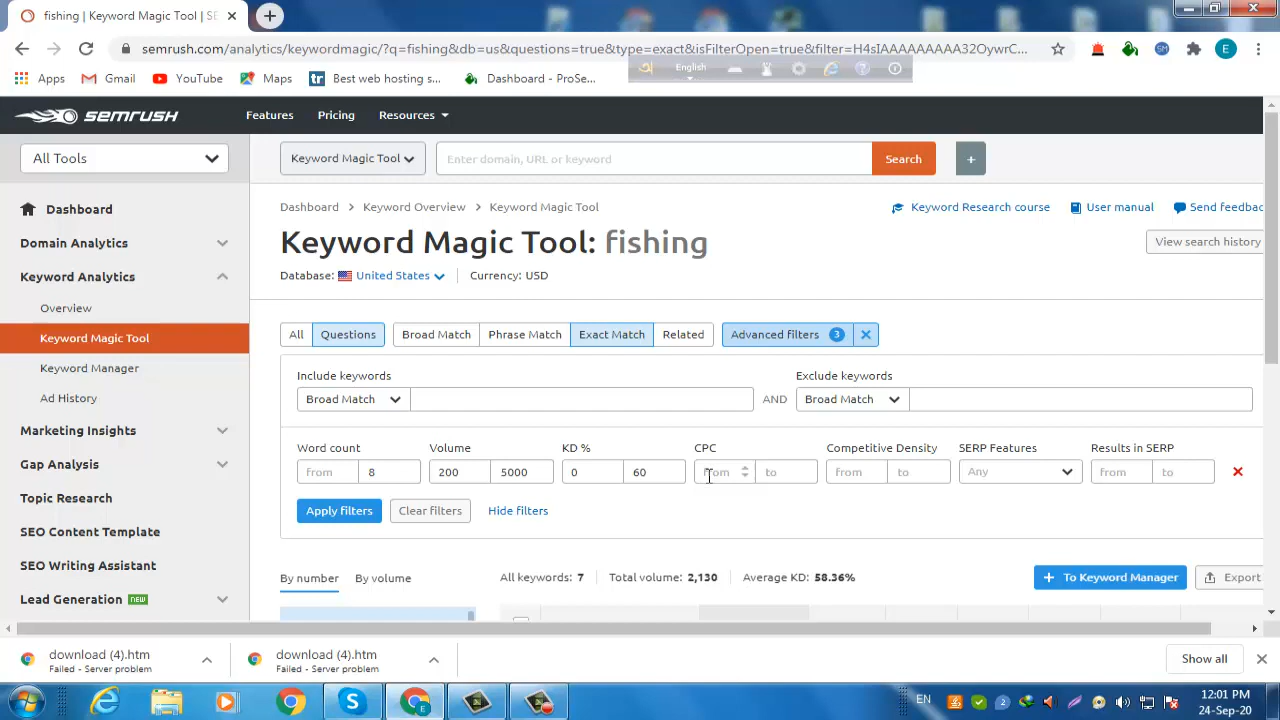 fishing | Keyword Magic Tool | SE
semrush.com/analytics/keywordmagic/?q=fishing&db=us&questions=true&type=exact&isFilterOpen=true&filter=H4sIAAAAAAAA32OywrC...
E
Apps Gmail YouTube Maps Best web hosting s... Dashboard - ProSe...
English
SEMRUSH Features Pricing Resources
All Tools
Keyword Magic Tool Enter domain, URL or keyword Search +
Dashboard
Domain Analytics
Keyword Analytics
Overview
Keyword Magic Tool
Keyword Manager
Ad History
Marketing Insights
Gap Analysis
Topic Research
SEO Content Template
SEO Writing Assistant
Lead Generation NEW
Dashboard > Keyword Overview > Keyword Magic Tool
Keyword Research course User manual Send feedbac
Keyword Magic Tool: fishing
View search history
Database: United States Currency: USD
All Questions Broad Match Phrase Match Exact Match Related Advanced filters 3
Include keywords Exclude keywords
Broad Match AND Broad Match
Word count Volume KD % CPC Competitive Density SERP Features Results in SERP
from 8 200 5000 0 60 from to from to Any from to
Apply filters Clear filters Hide filters
By number By volume All keywords: 7 Total volume: 2,130 Average KD: 58.36% + To Keyword Manager Export
download (4).htm
Failed - Server problem
download (4).htm
Failed - Server problem
Show all
EN
12:01 PM
24-Sep-20